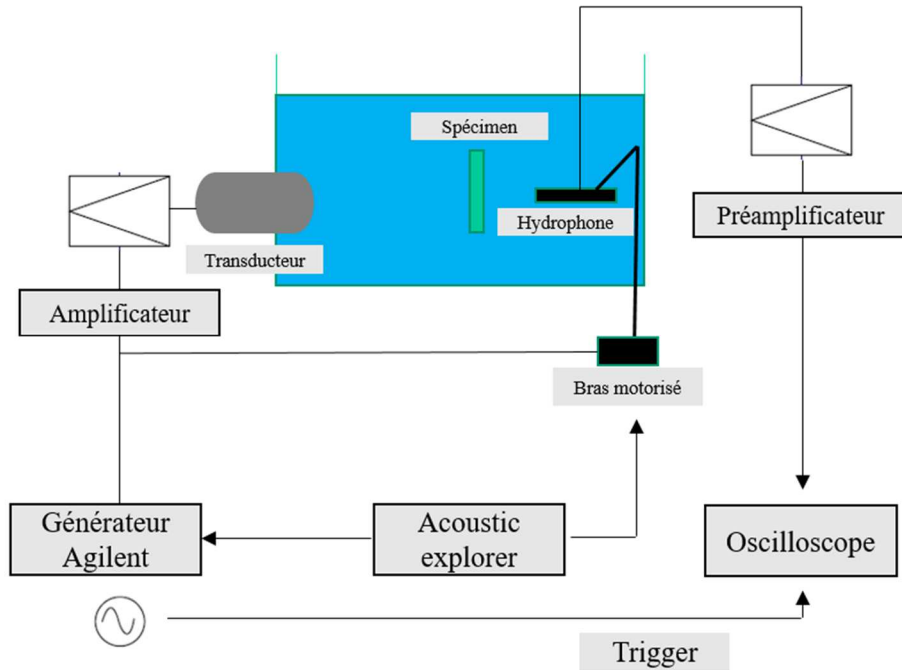 Spécimen
Hydrophone
Transducteur
Préamplificateur
Amplificateur
Bras motorisé
Générateur
Agilent
Acoustic
explorer
Oscilloscope
Trigger